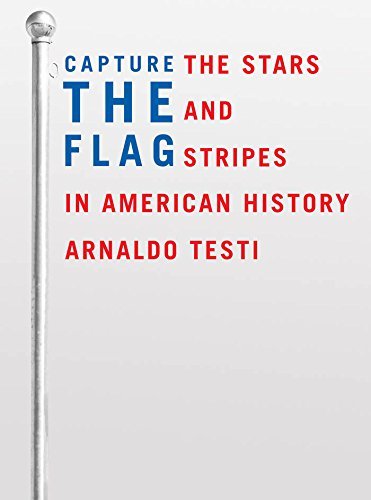 CAPTURE THE STARS
THE AND
FLAG STRIPES
IN AMERICAN HISTORY
ARNALDO TESTI